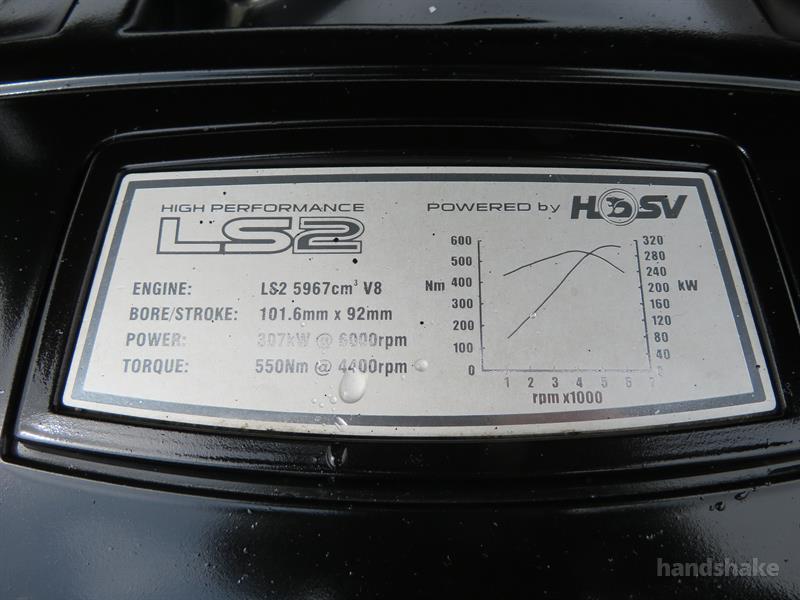 HIGH PERFORMANCE
LS2
POWERED by HSV
ENGINE: LS2 5967cm³ V8
BORE/STROKE: 101.6mm x 92mm
POWER: 307kW @ 6000rpm
TORQUE: 550Nm @ 4400rpm
600 320
500 280
Nm 240
400 200 kW
300 160
200 120
100 80
40
0
1 2 3 4 5 6 7
rpm x1000
handshake